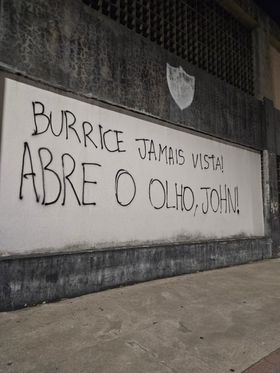 BURRICE JAMAIS VISTA!
ABRE O OLHO, JOHN!